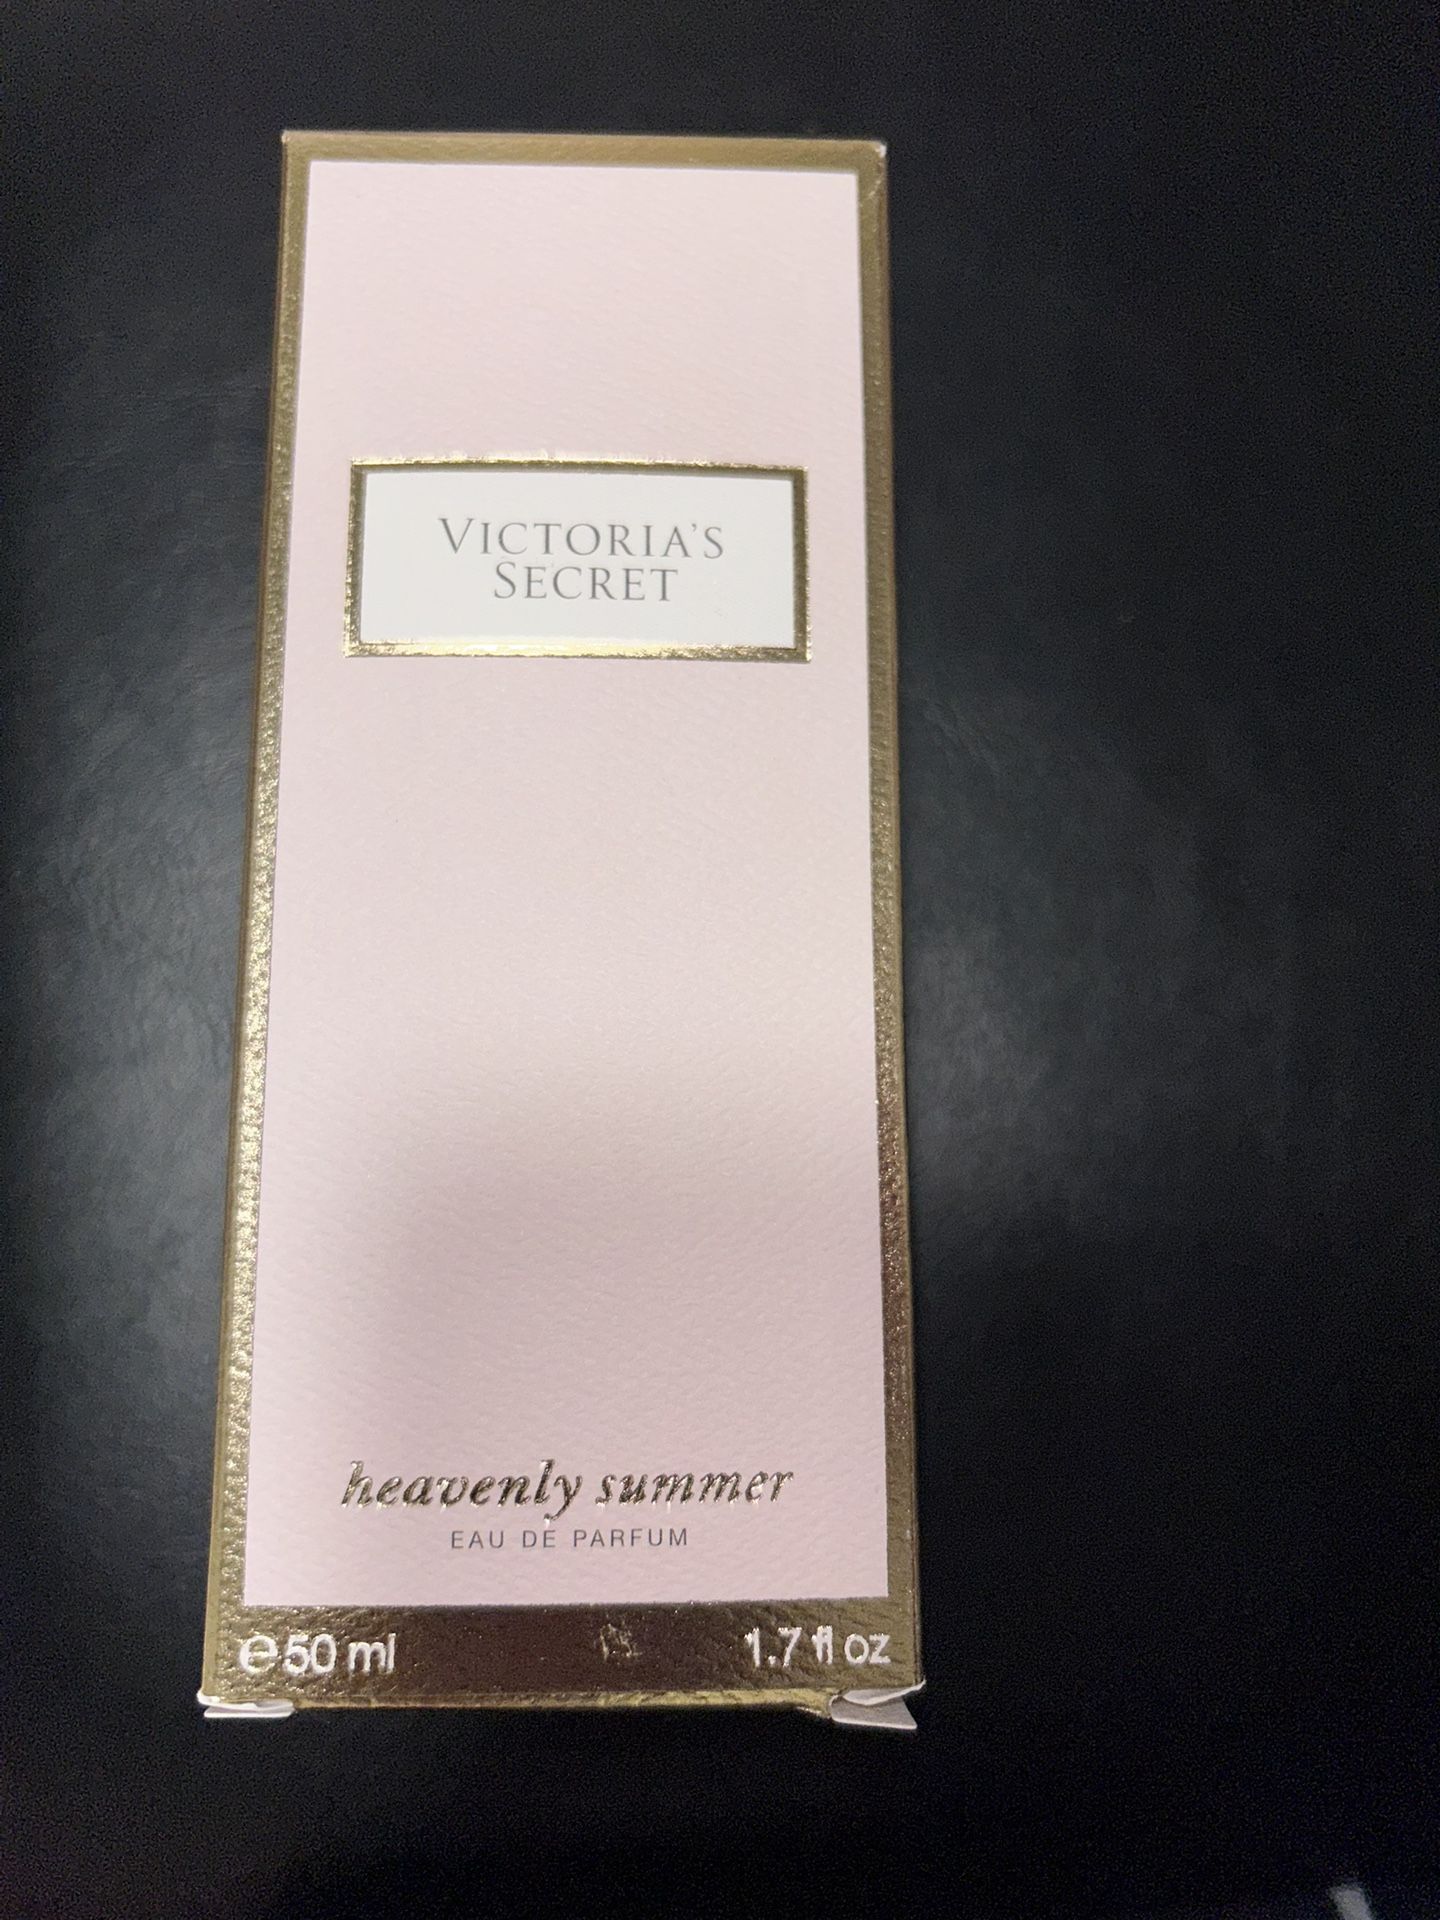 VICTORIA'S
SECRET
heavenly summer
EAU DE PARFUM
℮50 ml 1.7 fl oz